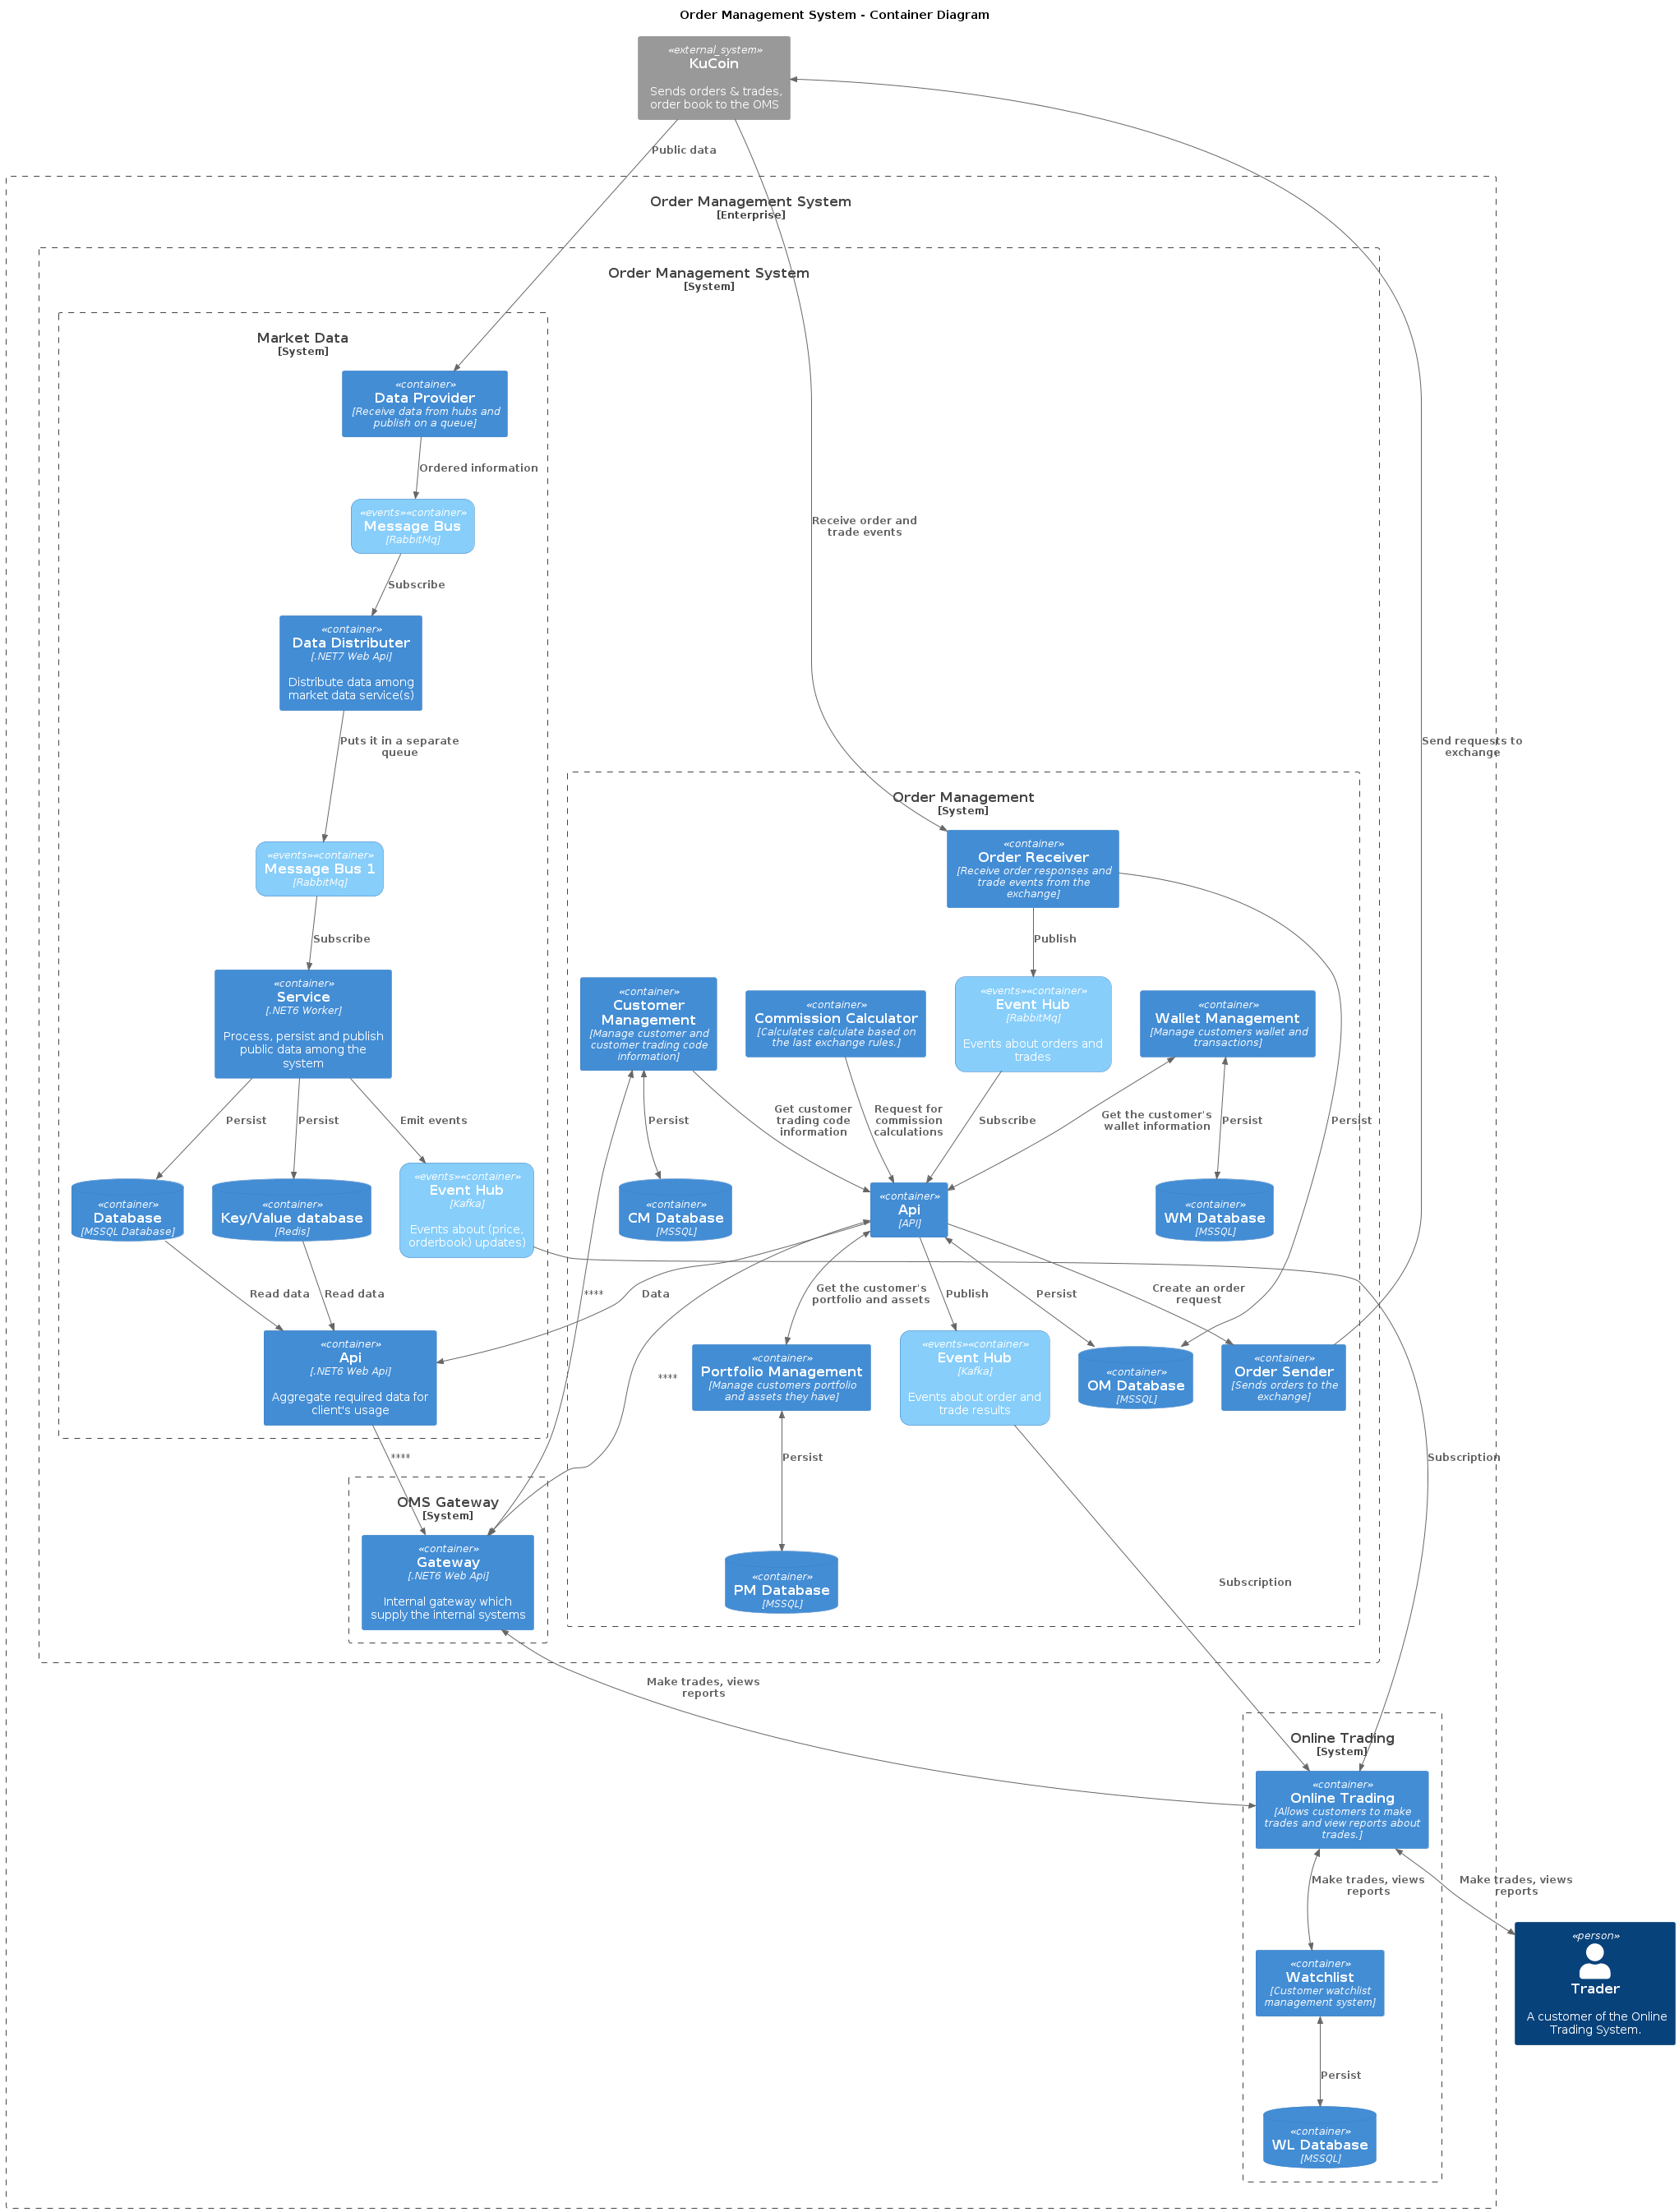 Order Management System - Container Diagram
«external_system»
KuCoin
Sends orders & trades,
order book to the OMS
Public data
Order Management System
[Enterprise]
Order Management System
[System]
Market Data
[System]
«container»
Data Provider
[Receive data from hubs and
publish on a queue]
Ordered information
«events»«container»
Message Bus
[RabbitMq]
Receive order and
trade events
Subscribe
«container»
Data Distributer
[.NET7 Web Api]
Distribute data among
market data service(s)
Puts it in a separate
queue
Send requests to
exchange
Order Management
[System]
«container»
Order Receiver
[Receive order responses and
trade events from the
exchange]
«events»«container»
Message Bus 1
[RabbitMq]
Subscribe
Publish
«container»
Service
[.NET6 Worker]
Process, persist and publish
public data among the
system
«container»
Customer
Management
[Manage customer and
customer trading code
information]
«container»
Commission Calculator
[Calculates calculate based on
the last exchange rules.]
«events»«container»
Event Hub
[RabbitMq]
Events about orders and
trades
«container»
Wallet Management
[Manage customers wallet and
transactions]
Persist
Persist
Emit events
Persist
Get customer
trading code
information
Request for
commission
calculations
Subscribe
Get the customer's
wallet information
Persist
Persist
«container»
Database
[MSSQL Database]
«container»
Key/Value database
[Redis]
«events»«container»
Event Hub
[Kafka]
Events about (price,
orderbook) updates)
«container»
CM Database
[MSSQL]
«container»
Api
[API]
«container»
WM Database
[MSSQL]
Read data
Read data
****
Data
Get the customer's
portfolio and assets
Publish
Persist
Create an order
request
«container»
Api
[.NET6 Web Api]
Aggregate required data for
client's usage
****
«container»
Portfolio Management
[Manage customers portfolio
and assets they have]
«events»«container»
Event Hub
[Kafka]
Events about order and
trade results
«container»
OM Database
[MSSQL]
«container»
Order Sender
[Sends orders to the
exchange]
****
Persist
Subscription
OMS Gateway
[System]
«container»
Gateway
[.NET6 Web Api]
Internal gateway which
supply the internal systems
«container»
PM Database
[MSSQL]
Subscription
Make trades, views
reports
Online Trading
[System]
«container»
Online Trading
[Allows customers to make
trades and view reports about
trades.]
Make trades, views
reports
Make trades, views
reports
«container»
Watchlist
[Customer watchlist
management system]
«person»
Trader
A customer of the Online
Trading System.
Persist
«container»
WL Database
[MSSQL]